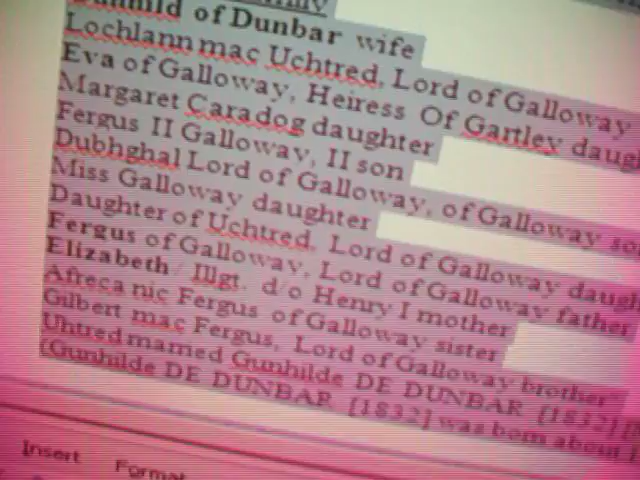 of Dunbar wife
Lochlann mac Uchtred, Lord of Galloway
Eva of Galloway, Heiress Of Gartley
Margaret Caradog daughter
Fergus II Galloway, II son
Dubhghal Lord of Galloway, of Galloway
Miss Galloway daughter
Daughter of Uchtred, Lord of Galloway
Fergus of Galloway, Lord of Galloway father
Elizabeth / Illgt. d/o Henry I mother
Afreca nic Fergus of Galloway sister
Gilbert mac Fergus, Lord of Galloway brother
Uhtred married Gunhilde DE DUNBAR [1832]
(Gunhilde DE DUNBAR [1832] was born about
Insert Format